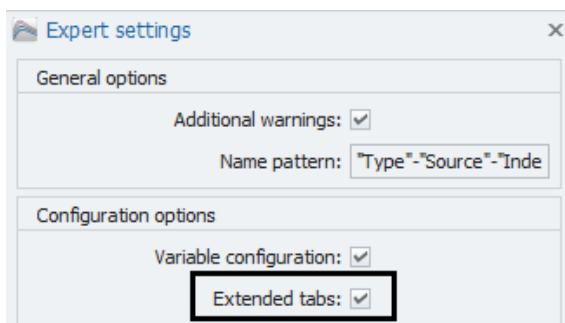 Expert settings
General options
Additional warnings:
Name pattern: "Type"-"Source"-"Inde
Configuration options
Variable configuration:
Extended tabs: